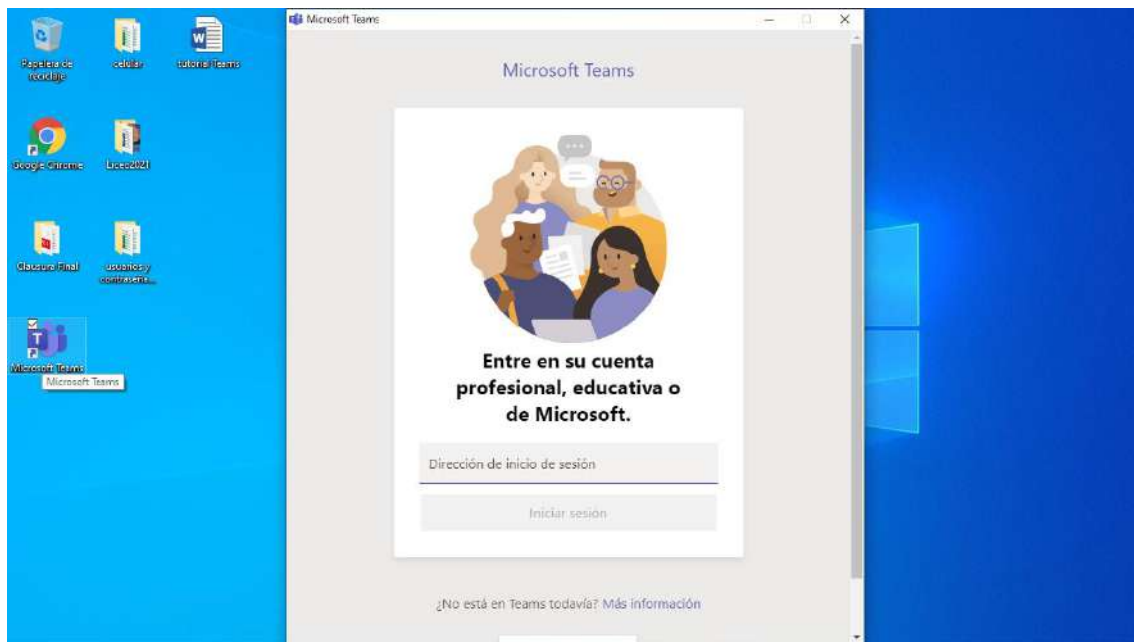 Papelera de
reciclaje
celular
tutorial Teams
Google Chrome
Liceo2021
Clausura Final
usuarios y
contraseña...
Microsoft Teams
Microsoft Teams
Microsoft Teams
Microsoft Teams
Entre en su cuenta
profesional, educativa o
de Microsoft.
Dirección de inicio de sesión
Iniciar sesión
¿No está en Teams todavía? Más información